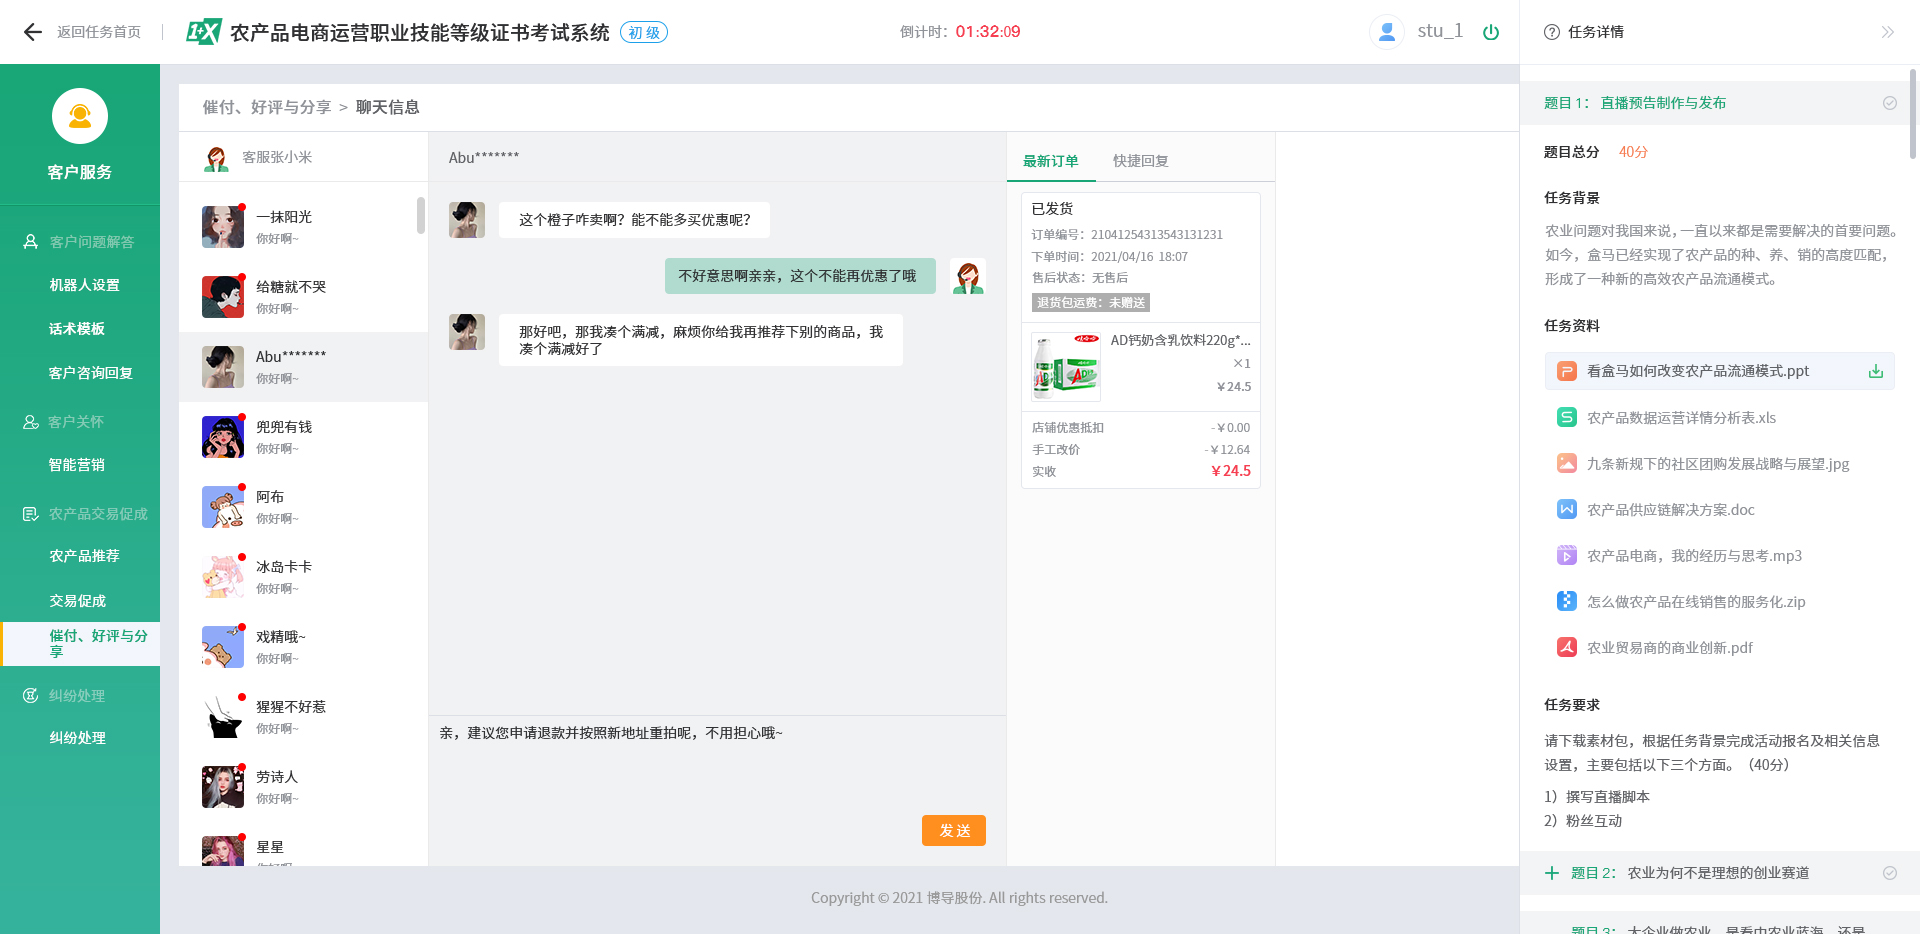 返回任务首页
1+X
农产品电商运营职业技能等级证书考试系统
初级
倒计时：01:32:09
stu_1
任务详情
客户服务
客户问题解答
机器人设置
话术模板
客户咨询回复
客户关怀
智能营销
农产品交易促成
农产品推荐
交易促成
催付、好评与分
享
纠纷处理
纠纷处理
催付、好评与分享 > 聊天信息
客服张小米
一抹阳光
你好啊~
给糖就不哭
你好啊~
Abu*******
你好啊~
兜兜有钱
你好啊~
阿布
你好啊~
冰岛卡卡
你好啊~
戏精哦~
你好啊~
猩猩不好惹
你好啊~
劳诗人
你好啊~
星星
你好啊~
Abu*******
这个橙子咋卖啊？能不能多买优惠呢？
不好意思啊亲亲，这个不能再优惠了哦
那好吧，那我凑个满减，麻烦你给我再推荐下别的商品，我
凑个满减好了
亲，建议您申请退款并按照新地址重拍呢，不用担心哦~
发送
最新订单
快捷回复
已发货
订单编号：21041254313543131231
下单时间：2021/04/16 18:07
售后状态：无售后
退货包运费：未赠送
AD钙奶含乳饮料220g*...
×1
￥24.5
店铺优惠抵扣
-￥0.00
手工改价
-￥12.64
实收
￥24.5
Copyright © 2021 博导股份. All rights reserved.
题目 1： 直播预告制作与发布
题目总分 40分
任务背景
农业问题对我国来说，一直以来都是需要解决的首要问题。
如今，盒马已经实现了农产品的种、养、销的高度匹配，
形成了一种新的高效农产品流通模式。
任务资料
看盒马如何改变农产品流通模式.ppt
农产品数据运营详情分析表.xls
九条新规下的社区团购发展战略与展望.jpg
农产品供应链解决方案.doc
农产品电商，我的经历与思考.mp3
怎么做农产品在线销售的服务化.zip
农业贸易商的商业创新.pdf
任务要求
请下载素材包，根据任务背景完成活动报名及相关信息
设置，主要包括以下三个方面。（40分）
1）撰写直播脚本
2）粉丝互动
题目 2： 农业为何不是理想的创业赛道
题目 3： 大企业做农业，是看中农业蓝海，还是